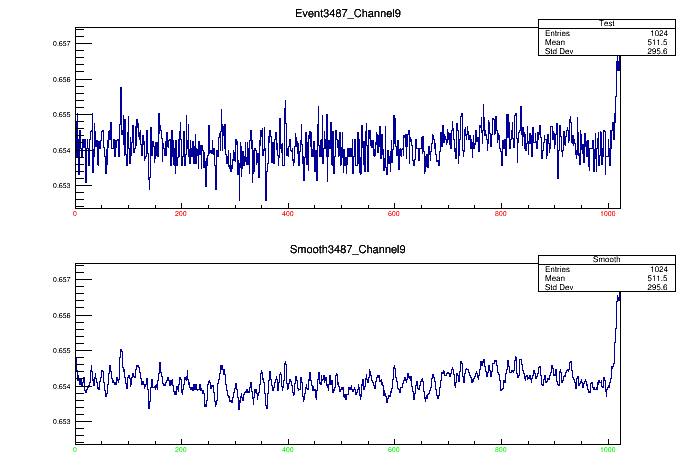 Event3487_Channel9
Test
Entries 1024
Mean 511.5
Std Dev 295.6
0.657
0.656
0.655
0.654
0.653
0 200 400 600 800 1000
Smooth3487_Channel9
Smooth
Entries 1024
Mean 511.5
Std Dev 295.6
0.657
0.656
0.655
0.654
0.653
0 200 400 600 800 1000